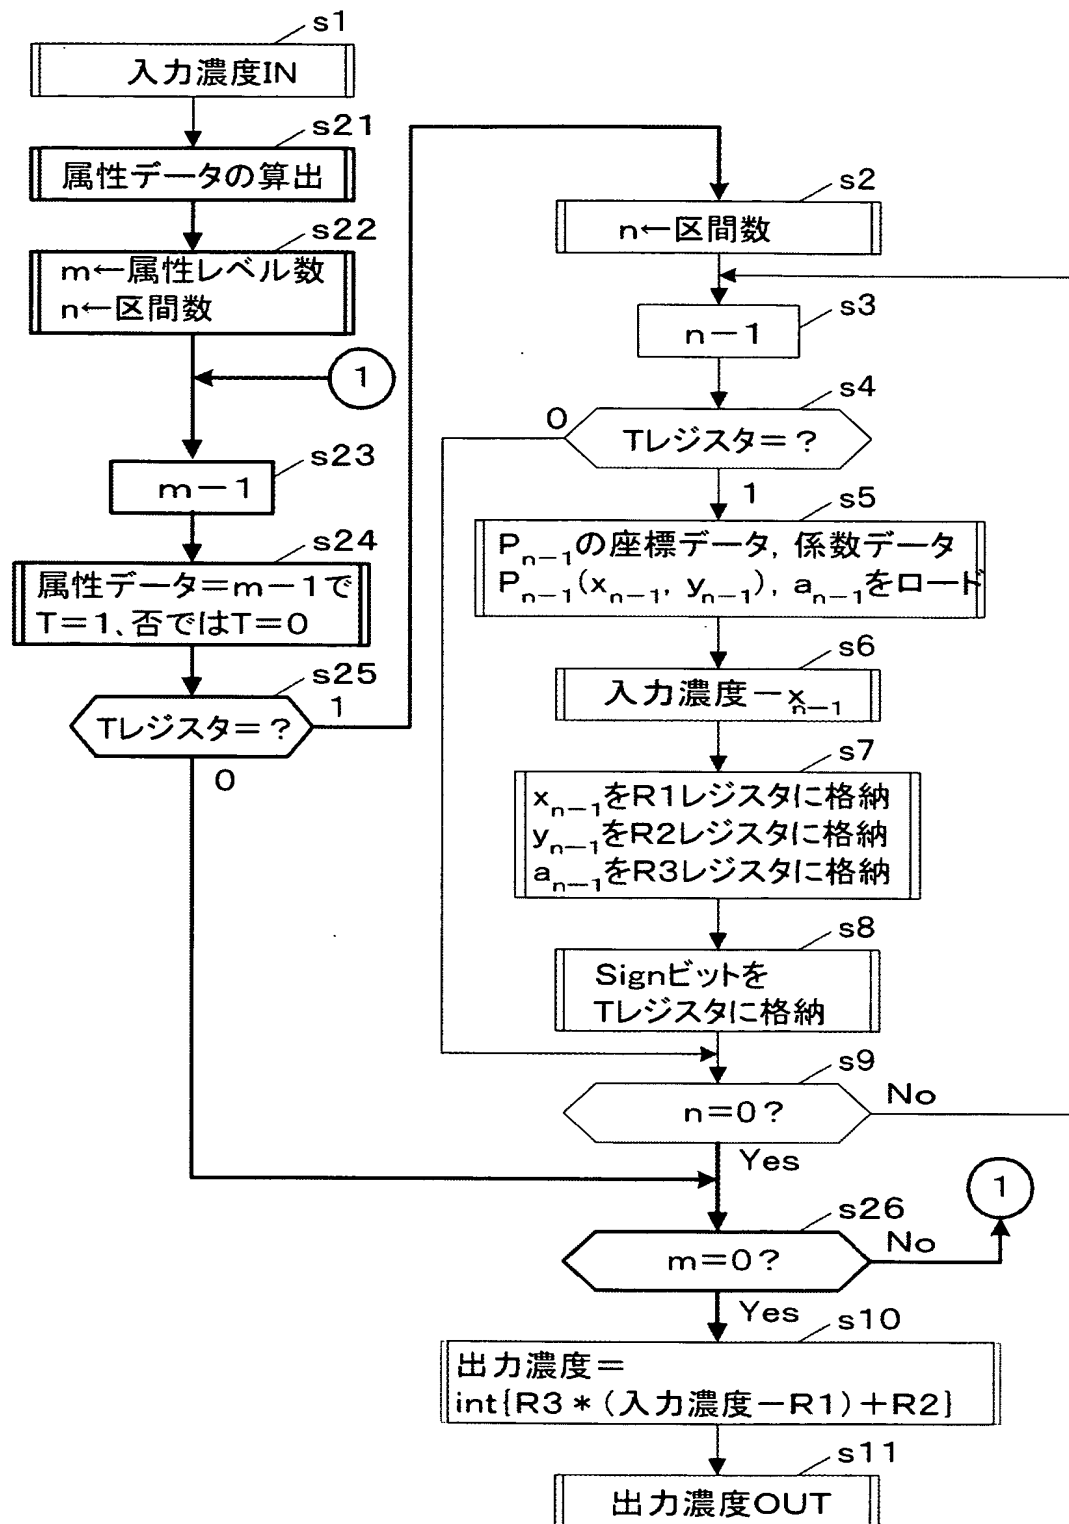 s1
入力濃度IN
s21
属性データの算出
s22
m←属性レベル数
n←区間数
1
s23
m−1
s24
属性データ=m−1で
T=1、否ではT=0
s25
Tレジスタ=?
1
0
s2
n←区間数
s3
n−1
s4
0
Tレジスタ=?
1
s5
Pn−1の座標データ, 係数データ
Pn−1(xn−1, yn−1), an−1をロード
s6
入力濃度−xn−1
s7
xn−1をR1レジスタに格納
yn−1をR2レジスタに格納
an−1をR3レジスタに格納
s8
Signビットを
Tレジスタに格納
s9
n=0?
No
Yes
1
s26
m=0?
No
Yes
s10
出力濃度=
int{R3*(入力濃度−R1)+R2}
s11
出力濃度OUT